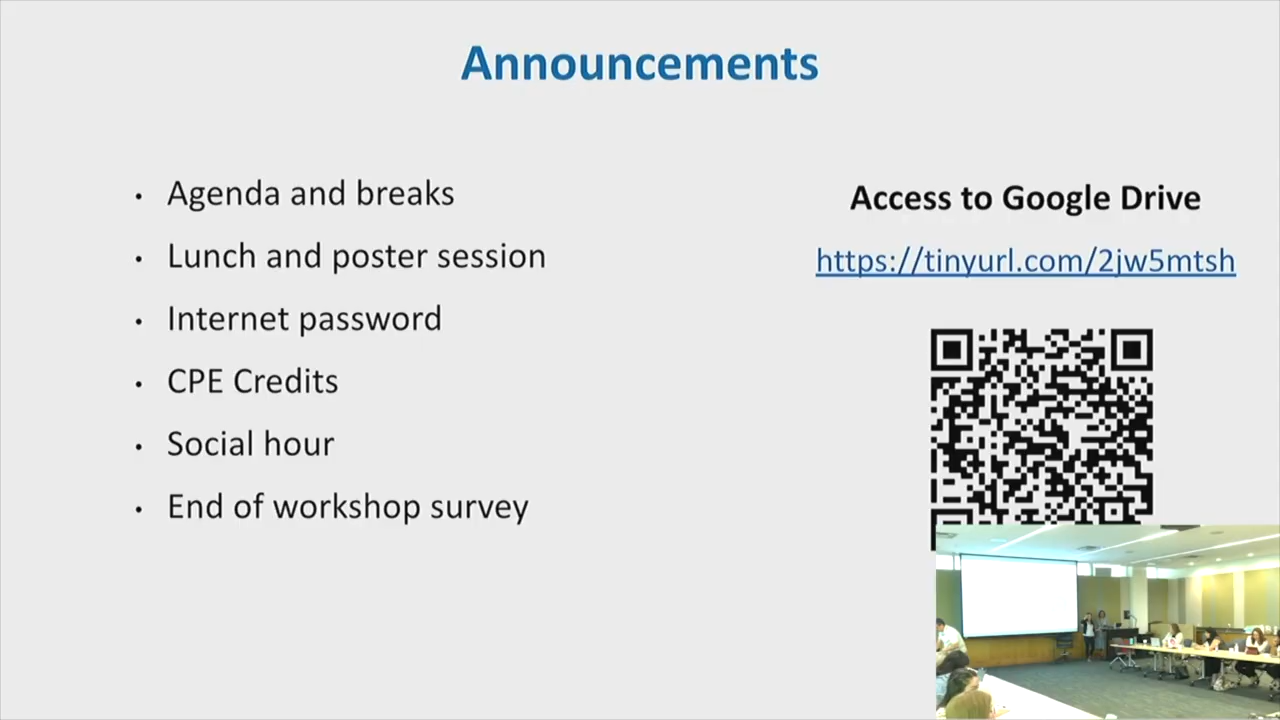 Announcements
• Agenda and breaks
• Lunch and poster session
• Internet password
• CPE Credits
• Social hour
• End of workshop survey
Access to Google Drive
https://tinyurl.com/2jw5mtsh